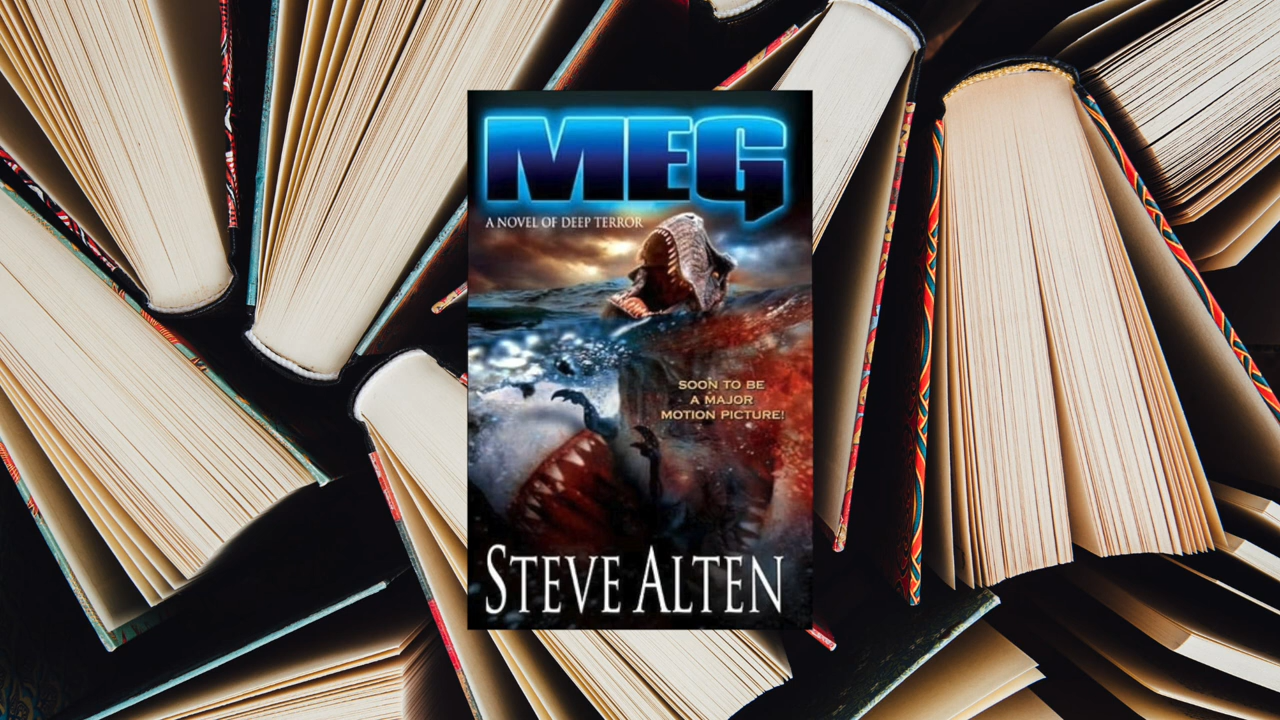 MEG
A NOVEL OF DEEP TERROR
SOON TO BE
A MAJOR
MOTION PICTURE!
STEVE ALTEN